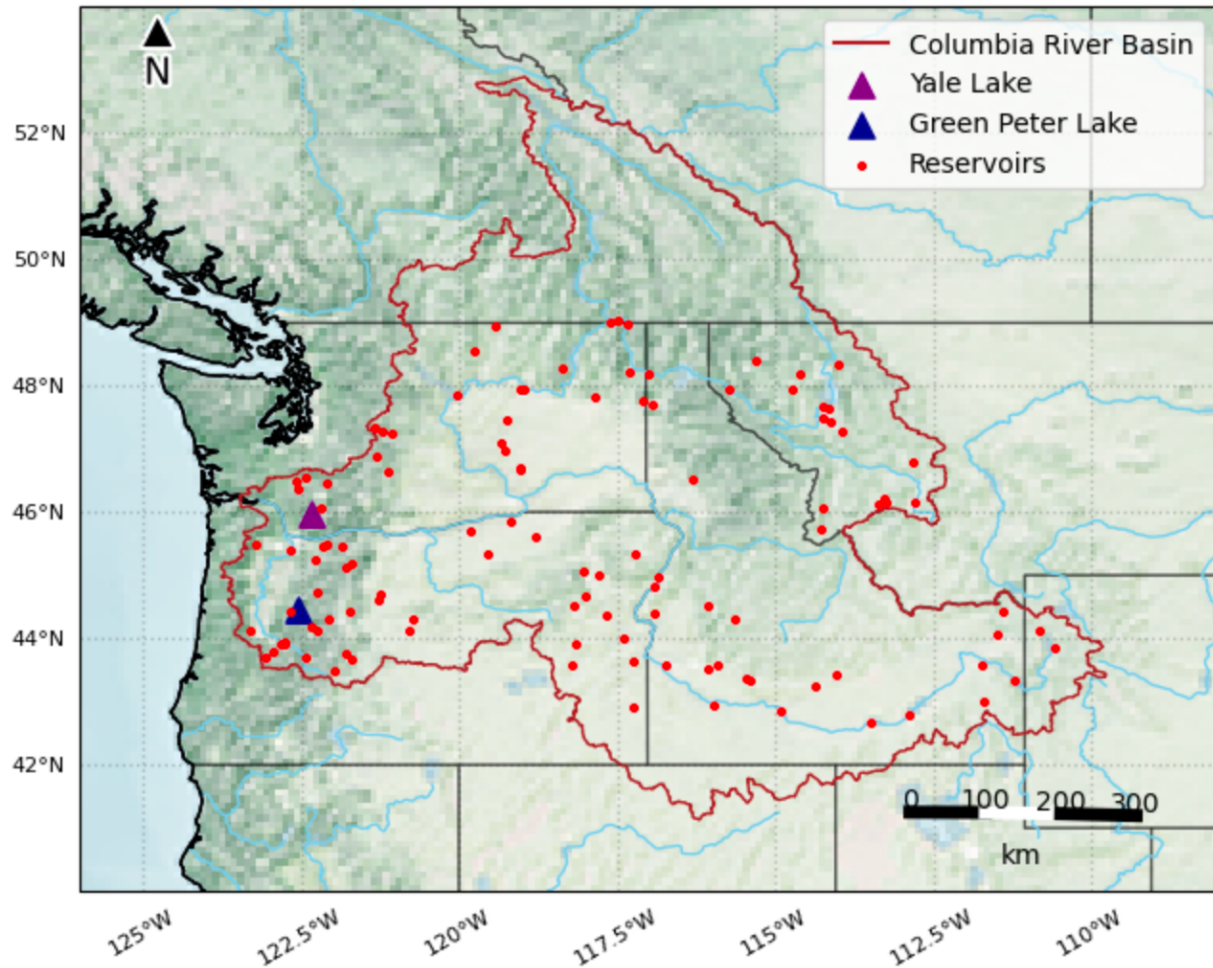 N
Columbia River Basin
Yale Lake
Green Peter Lake
Reservoirs
52°N
50°N
48°N
46°N
44°N
42°N
0 100 200 300
km
125°W 122.5°W 120°W 117.5°W 115°W 112.5°W 110°W